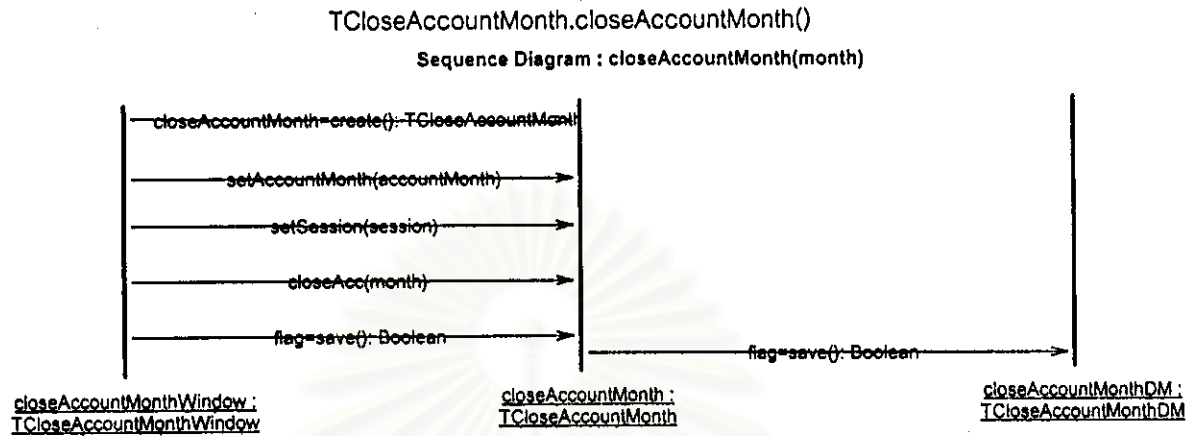 TCloseAccountMonth.closeAccountMonth()
Sequence Diagram : closeAccountMonth(month)
closeAccountMonth=create(): TCloseAccountMonth
setAccountMonth(accountMonth)
setSession(session)
closeAcc(month)
flag=save(): Boolean
flag=save(): Boolean
closeAccountMonthWindow :
TCloseAccountMonthWindow
closeAccountMonth :
TCloseAccountMonth
closeAccountMonthDM :
TCloseAccountMonthDM